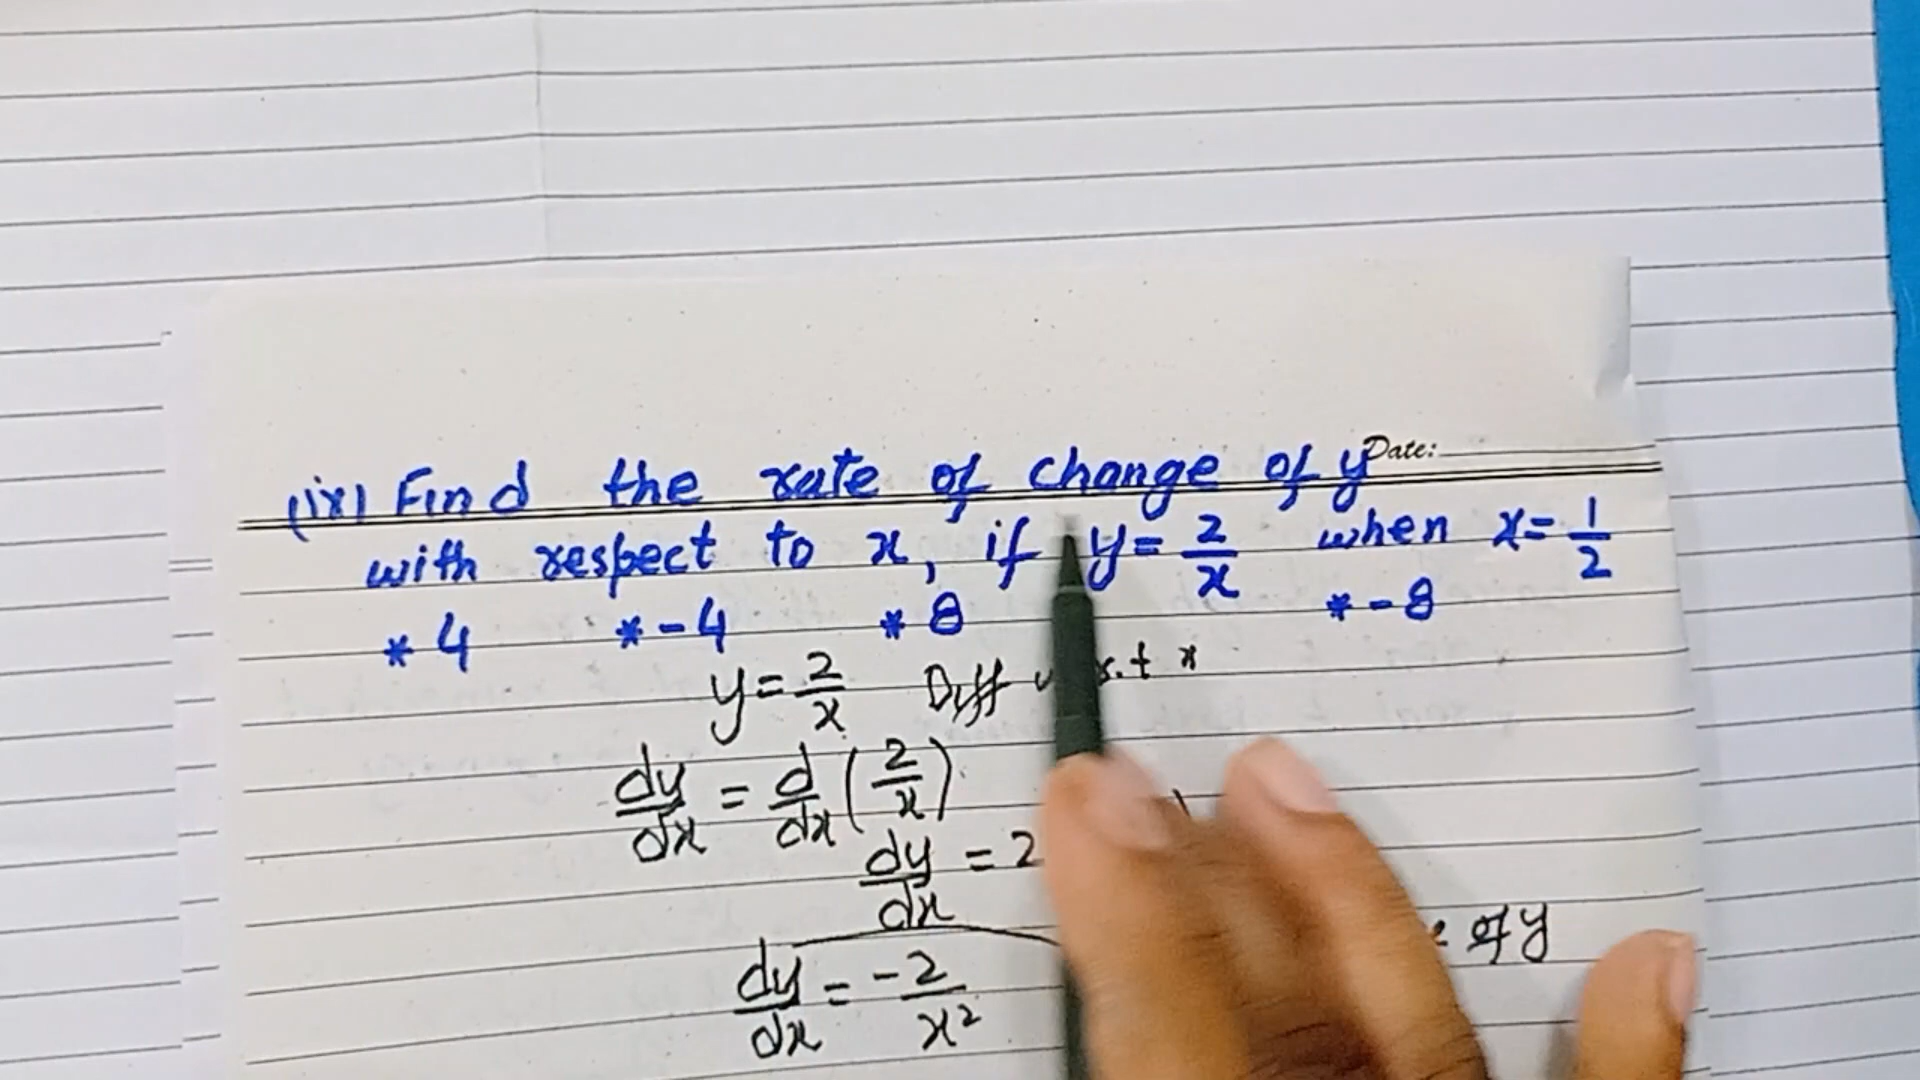 Date:
(ix) Find the rate of change of y
with respect to x, if y = 2/x when x = 1/2
* 4 * -4 * 8 * -8
y = 2/x Diff w.r.t x
dy/dx = d/dx (2/x)
dy/dx = 2
of y
dy/dx = -2/x²